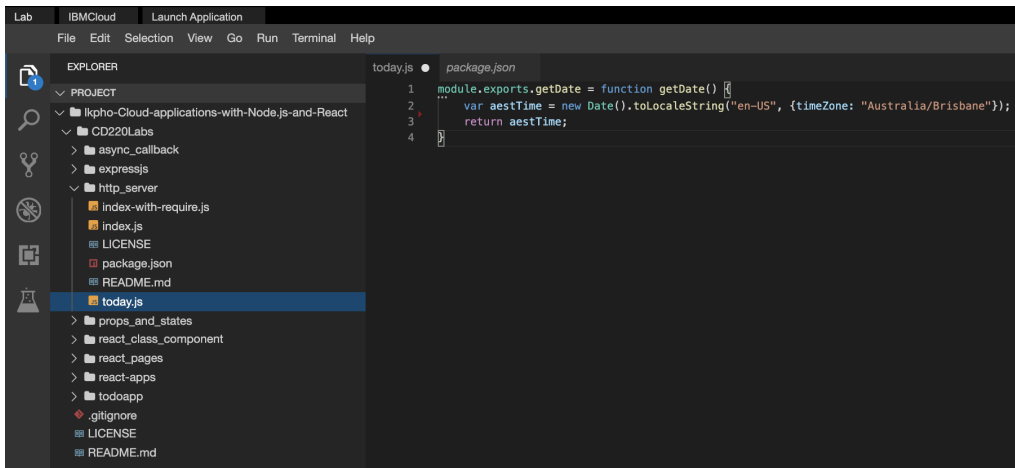 Lab IBMCloud Launch Application
File Edit Selection View Go Run Terminal Help
EXPLORER
PROJECT
lkpho-Cloud-applications-with-Node.js-and-React
CD220Labs
async_callback
expressjs
http_server
index-with-require.js
index.js
LICENSE
package.json
README.md
today.js
props_and_states
react_class_component
react_pages
react-apps
todoapp
.gitignore
LICENSE
README.md
1
today.js package.json
1 module.exports.getDate = function getDate() {
2 var aestTime = new Date().toLocaleString("en-US", {timeZone: "Australia/Brisbane"});
3 return aestTime;
4 }